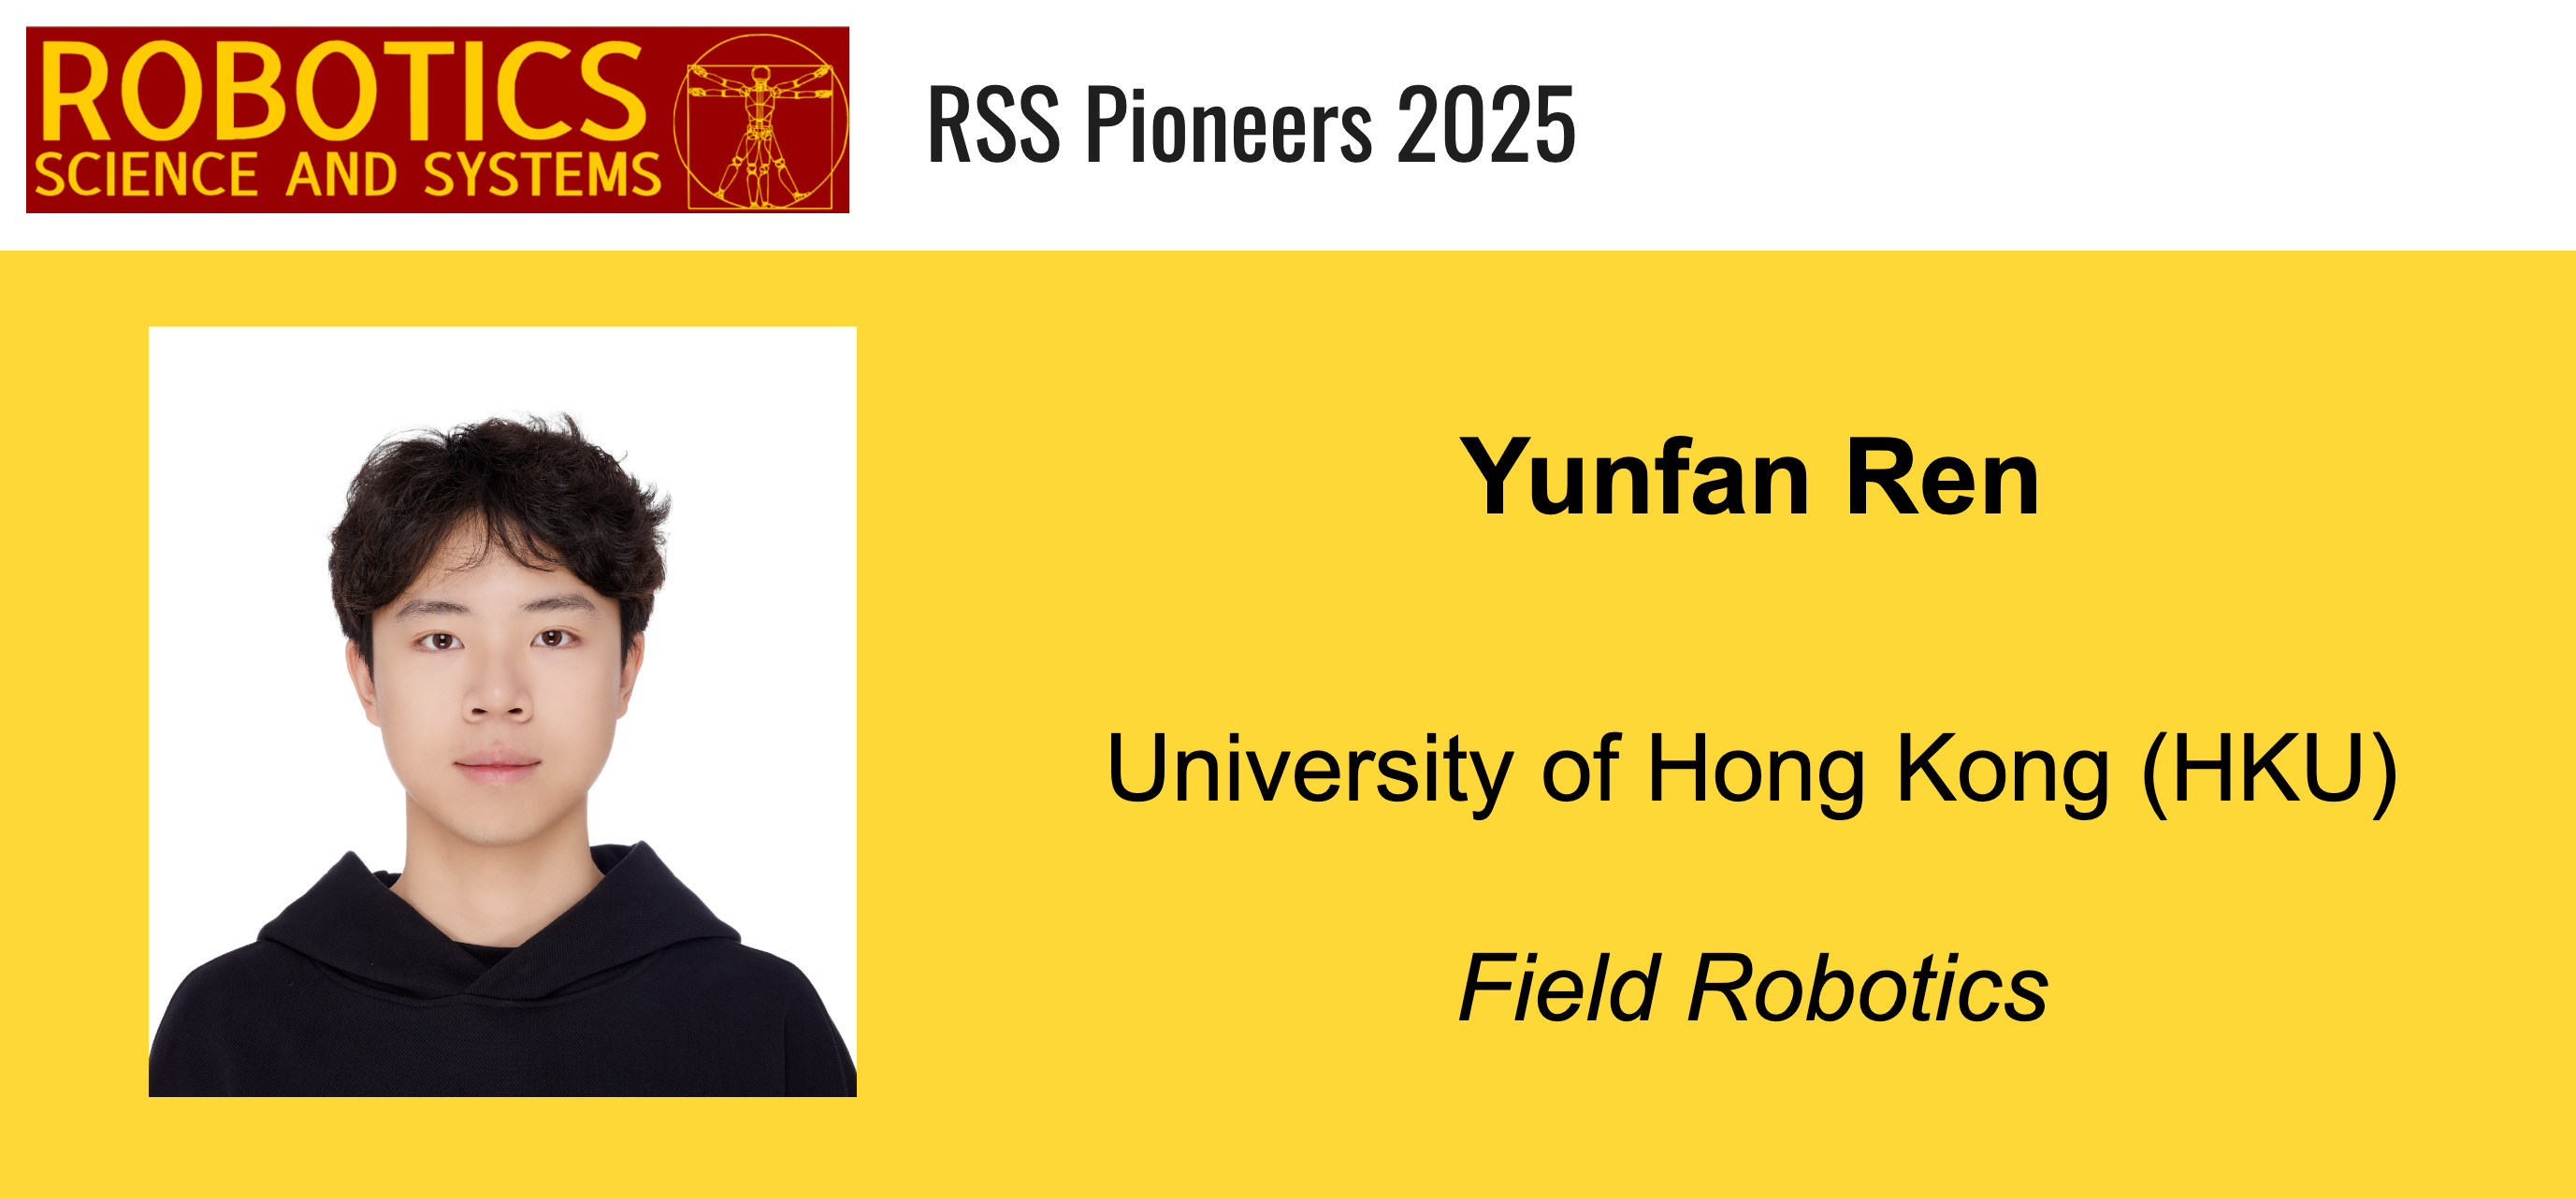 ROBOTICS
SCIENCE AND SYSTEMS
RSS Pioneers 2025
Yunfan Ren
University of Hong Kong (HKU)
Field Robotics